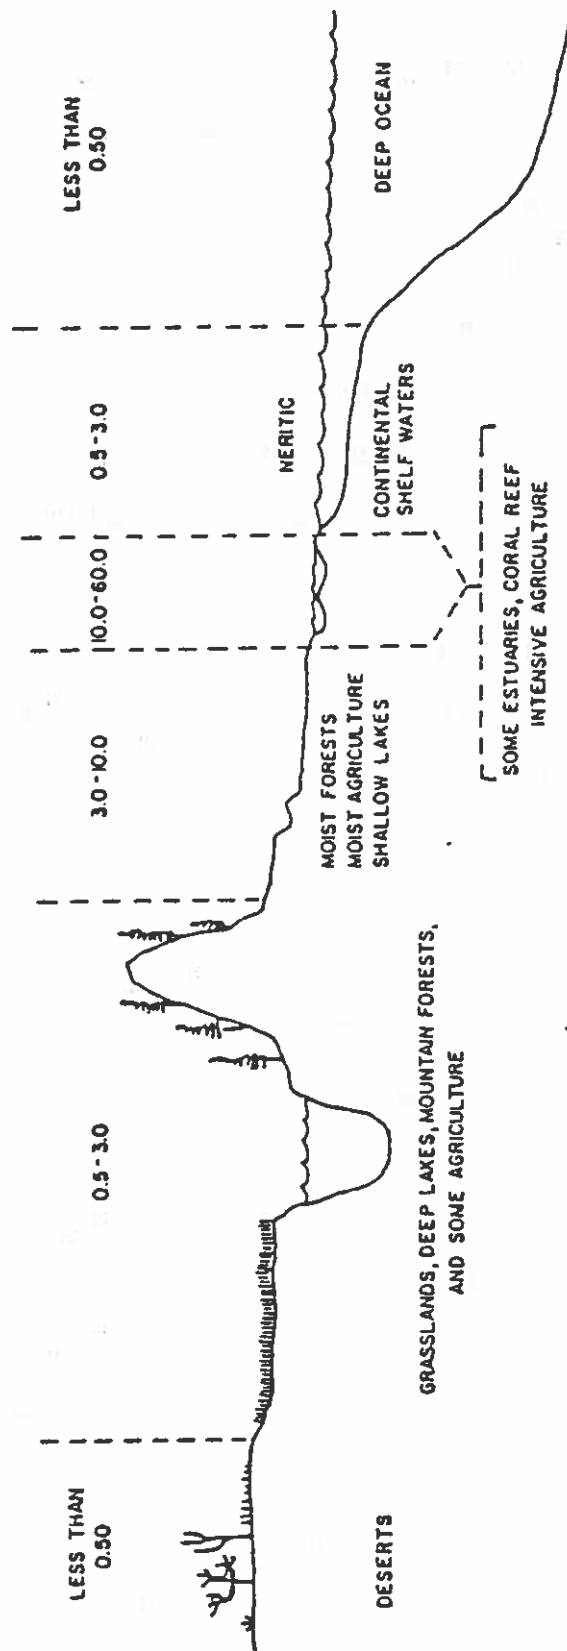 LESS THAN
0.50
0.5-3.0
3.0-10.0
10.0-60.0
0.5-3.0
LESS THAN
0.50
NERITIC
DESERTS
GRASSLANDS, DEEP LAKES, MOUNTAIN FORESTS,
AND SOME AGRICULTURE
MOIST FORESTS
MOIST AGRICULTURE
SHALLOW LAKES
CONTINENTAL
SHELF WATERS
DEEP OCEAN
SOME ESTUARIES, CORAL REEF
INTENSIVE AGRICULTURE